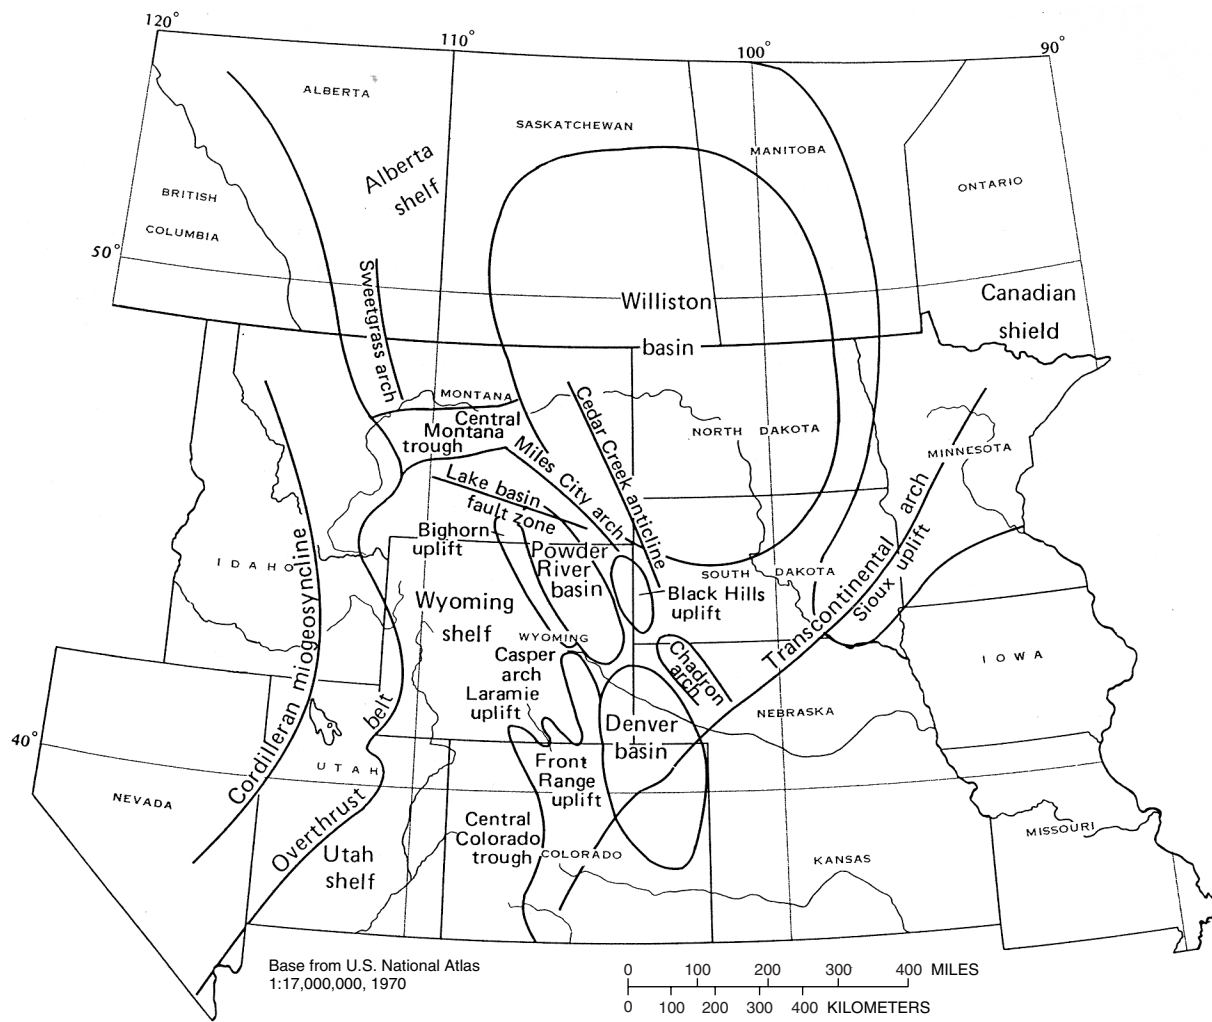 120°
110°
100°
90°
ALBERTA
SASKATCHEWAN
MANITOBA
Alberta
shelf
ONTARIO
BRITISH
COLUMBIA
50°
Sweetgrass arch
Williston
basin
Canadian
shield
MONTANA
Central
Montana
trough
Cedar Creek anticline
NORTH DAKOTA
MINNESOTA
Miles City arch
Lake basin
fault zone
Bighorn
uplift
Powder
River
basin
IDAHO
SOUTH DAKOTA
Black Hills
uplift
Transcontinental arch
Sioux uplift
Wyoming
shelf
WYOMING
Casper
arch
Chadron
arch
IOWA
Laramie
uplift
Cordilleran miogeosyncline
Overthrust belt
Denver
basin
NEBRASKA
40°
UTAH
Front
Range
uplift
NEVADA
Central
Colorado
trough
COLORADO
Utah
shelf
KANSAS
MISSOURI
Base from U.S. National Atlas
1:17,000,000, 1970
0 100 200 300 400 MILES
0 100 200 300 400 KILOMETERS